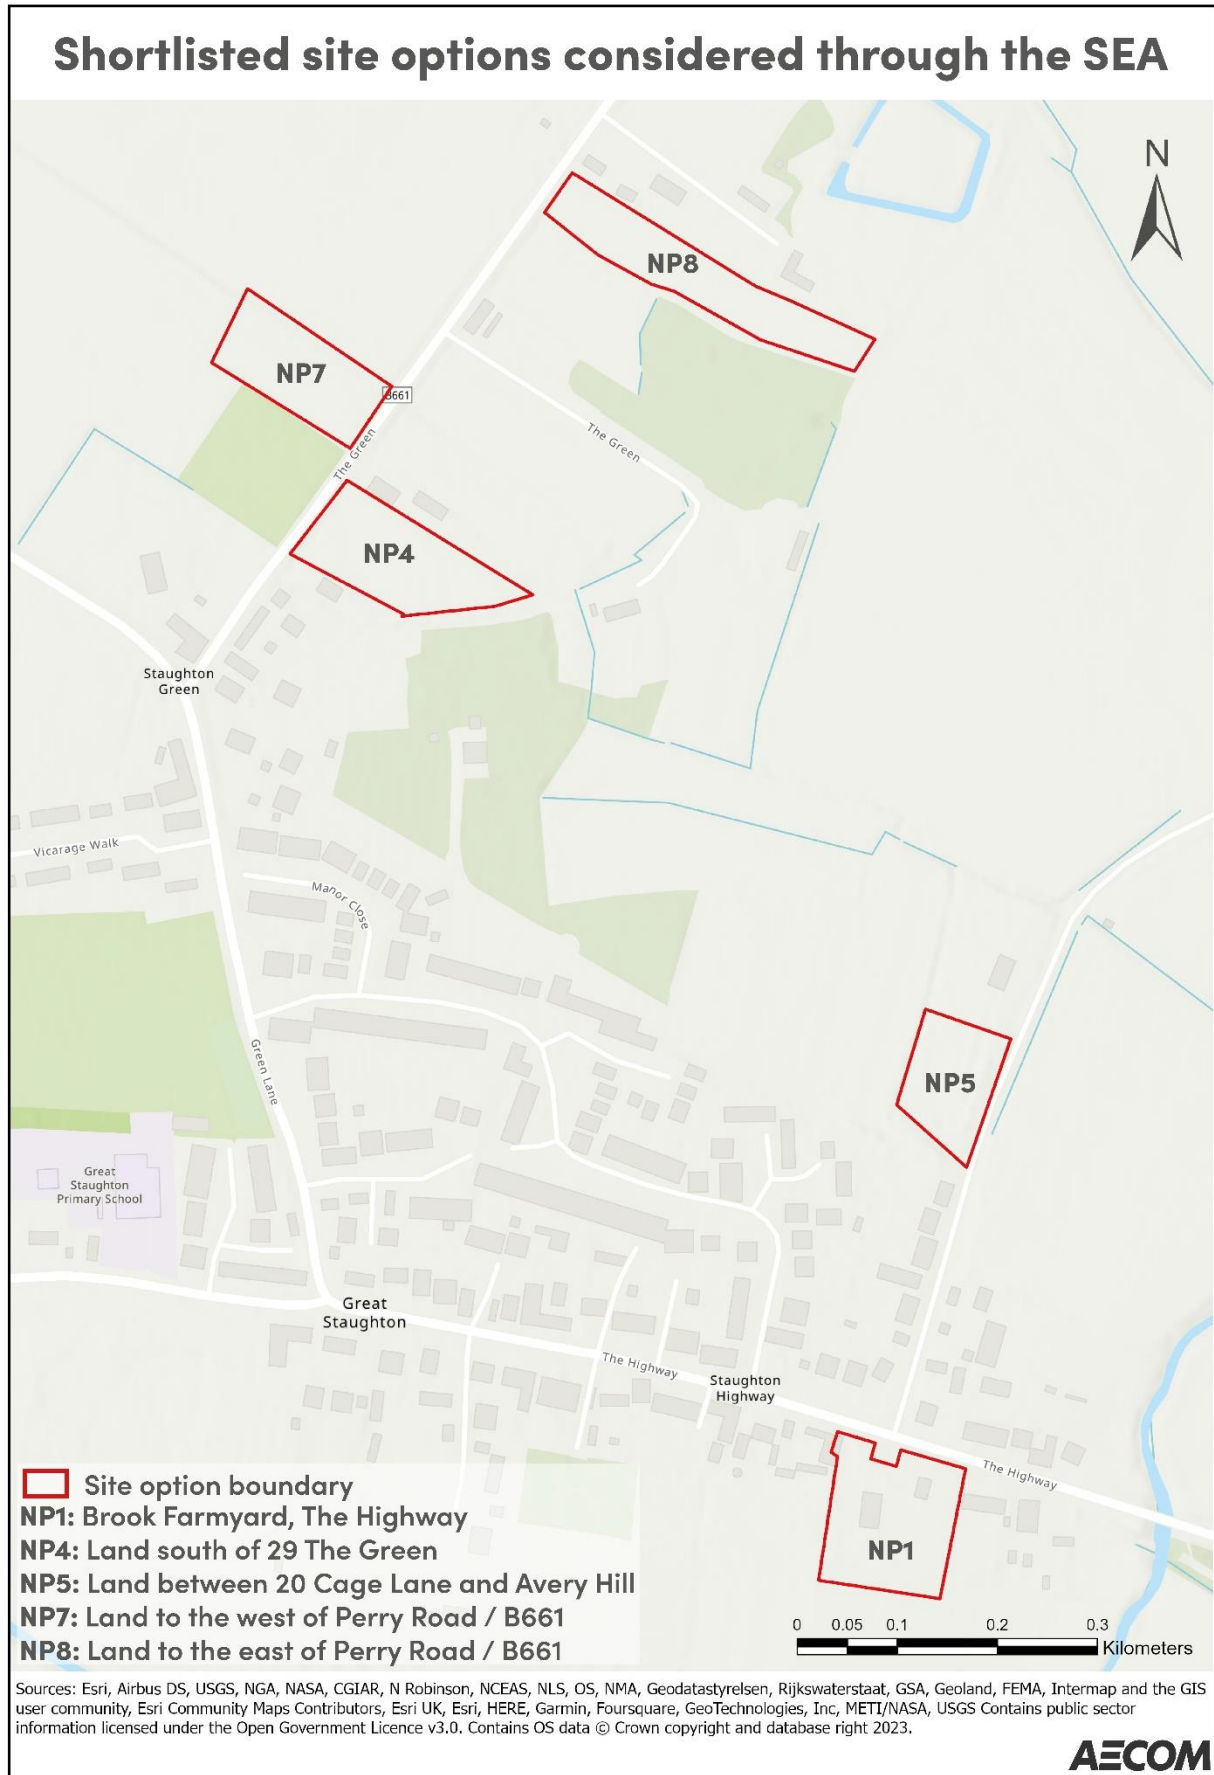 Shortlisted site options considered through the SEA
N
NP8
NP7
B661
The Green
The Green
NP4
Staughton
Green
Vicarage Walk
Manor Close
Green Lane
NP5
Great
Staughton
Primary School
Great
Staughton
The Highway
Staughton
Highway
The Highway
NP1
Site option boundary
NP1: Brook Farmyard, The Highway
NP4: Land south of 29 The Green
NP5: Land between 20 Cage Lane and Avery Hill
NP7: Land to the west of Perry Road / B661
NP8: Land to the east of Perry Road / B661
0 0.05 0.1 0.2 0.3
Kilometers
Sources: Esri, Airbus DS, USGS, NGA, NASA, CGIAR, N Robinson, NCEAS, NLS, OS, NMA, Geodatastyrelsen, Rijkswaterstaat, GSA, Geoland, FEMA, Intermap and the GIS
user community, Esri Community Maps Contributors, Esri UK, Esri, HERE, Garmin, Foursquare, GeoTechnologies, Inc, METI/NASA, USGS Contains public sector
information licensed under the Open Government Licence v3.0. Contains OS data © Crown copyright and database right 2023.
AECOM